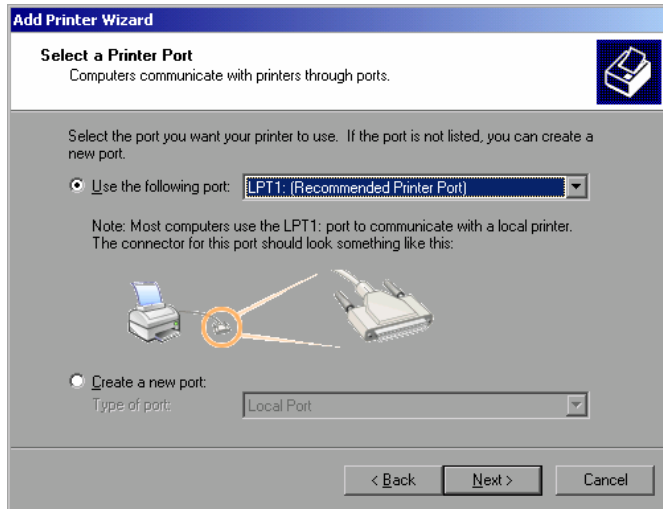 Add Printer Wizard
Select a Printer Port
Computers communicate with printers through ports.
Select the port you want your printer to use. If the port is not listed, you can create a
new port.
Use the following port: LPT1: (Recommended Printer Port)
Note: Most computers use the LPT1: port to communicate with a local printer.
The connector for this port should look something like this:
Create a new port:
Type of port: Local Port
< Back Next > Cancel